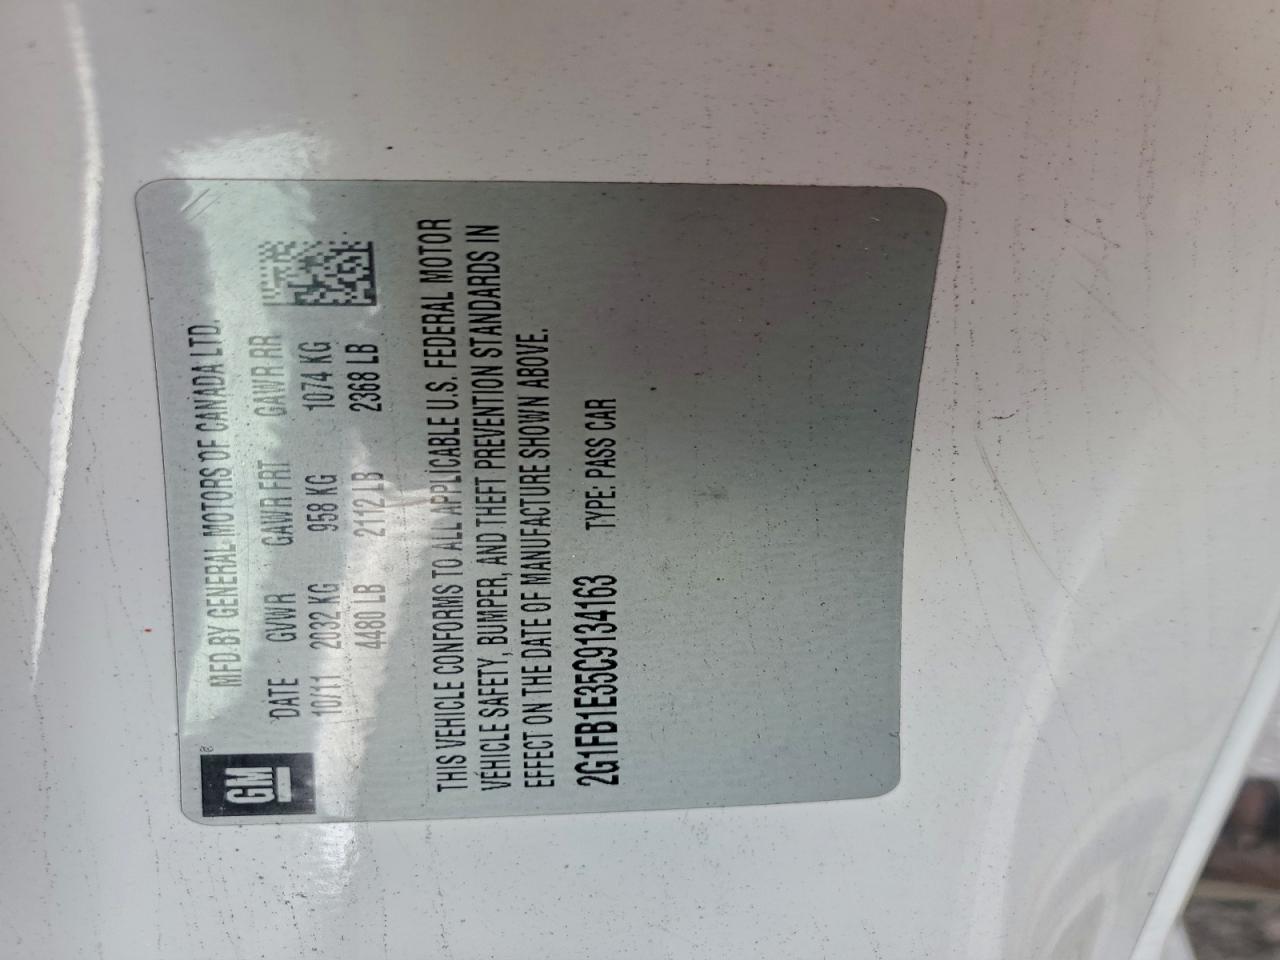 GM®
MFD.BY GENERAL MOTORS OF CANADA LTD.
DATE GVWR GAWR FRT GAWR RR
10/11 2032 KG 958 KG 1074 KG
4480 LB 2112 LB 2368 LB
THIS VEHICLE CONFORMS TO ALL APPLICABLE U.S. FEDERAL MOTOR
VEHICLE SAFETY, BUMPER, AND THEFT PREVENTION STANDARDS IN
EFFECT ON THE DATE OF MANUFACTURE SHOWN ABOVE.
2G1FB1E35C9134163 TYPE: PASS CAR